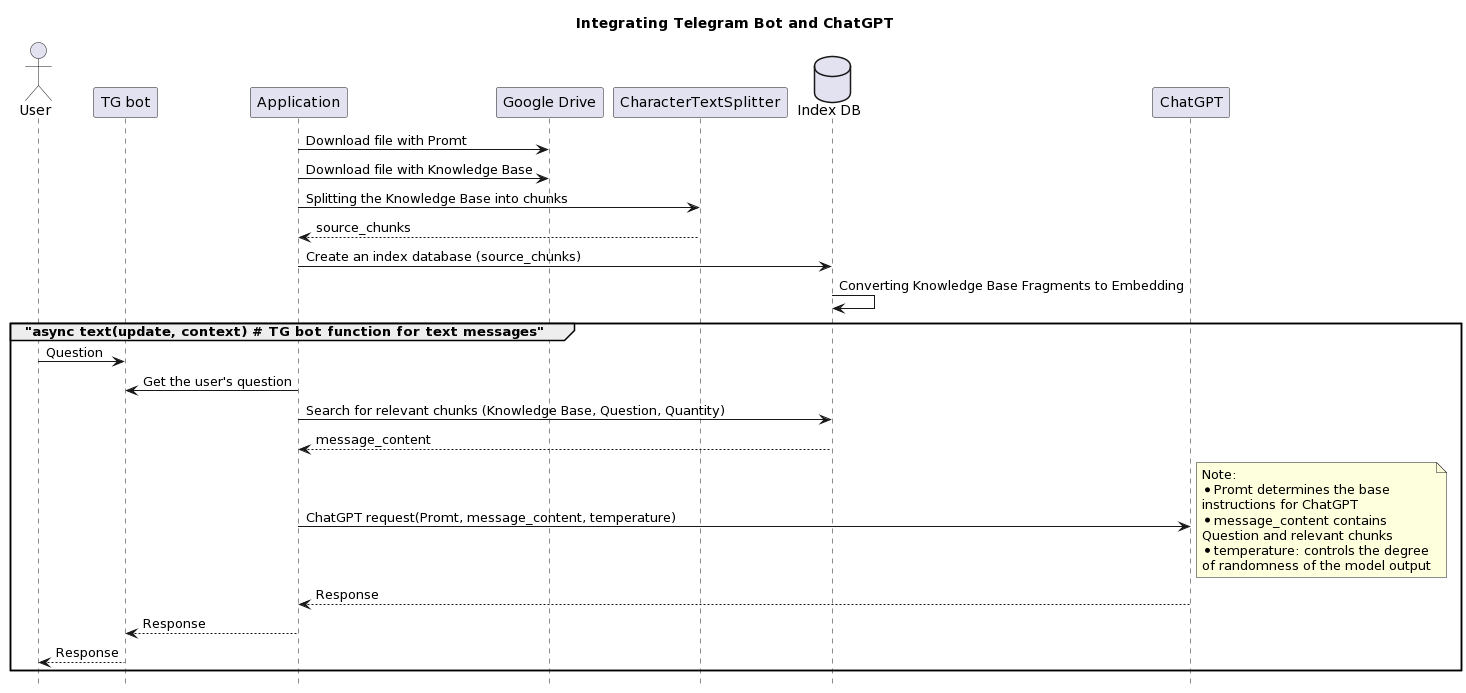 Integrating Telegram Bot and ChatGPT
User
TG bot
Application
Google Drive
CharacterTextSplitter
Index DB
ChatGPT
Download file with Promt
Download file with Knowledge Base
Splitting the Knowledge Base into chunks
source_chunks
Create an index database (source_chunks)
Converting Knowledge Base Fragments to Embedding
"async text(update, context) # TG bot function for text messages"
Question
Get the user's question
Search for relevant chunks (Knowledge Base, Question, Quantity)
message_content
Note:
• Promt determines the base
instructions for ChatGPT
• message_content contains
Question and relevant chunks
• temperature: controls the degree
of randomness of the model output
ChatGPT request(Promt, message_content, temperature)
Response
Response
Response